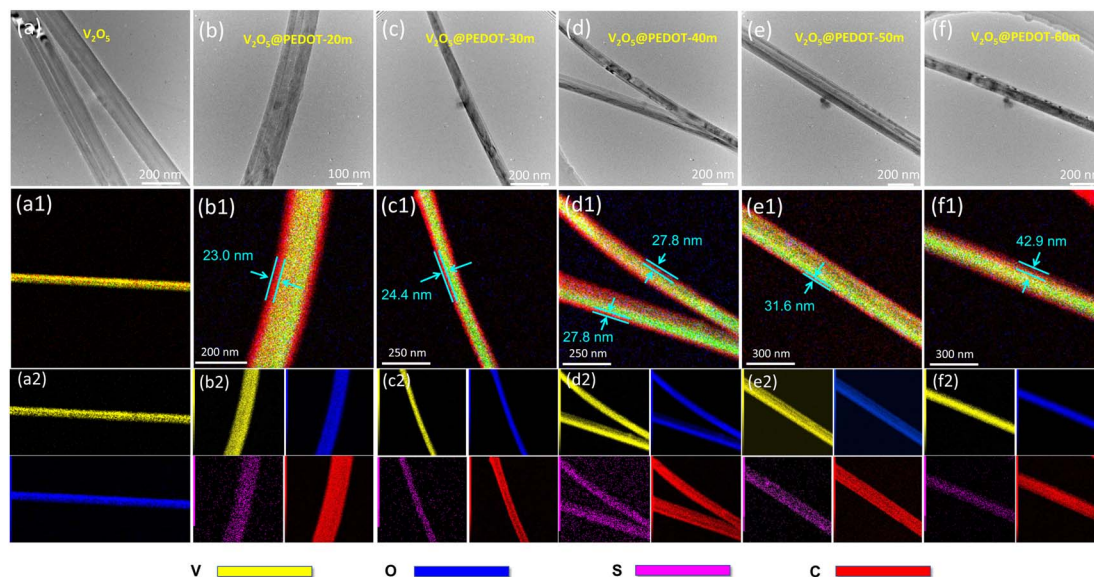 (a) V₂O₅
200 nm
(b) V₂O₅@PEDOT-20m
100 nm
(c) V₂O₅@PEDOT-30m
200 nm
(d) V₂O₅@PEDOT-40m
200 nm
(e) V₂O₅@PEDOT-50m
200 nm
(f) V₂O₅@PEDOT-60m
200 nm
(a1)
(b1)
23.0 nm
200 nm
(c1)
24.4 nm
250 nm
(d1)
27.8 nm
27.8 nm
250 nm
(e1)
31.6 nm
300 nm
(f1)
42.9 nm
300 nm
(a2)
(b2)
(c2)
(d2)
(e2)
(f2)
V O S C